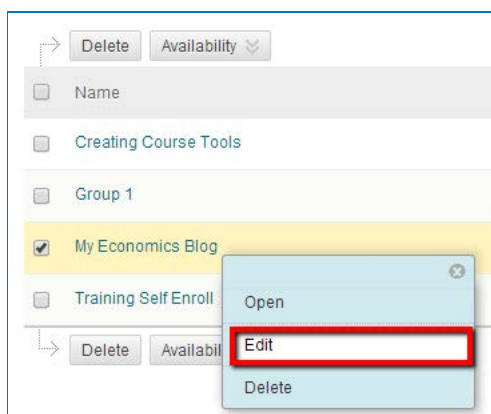 Delete Availability
Name
Creating Course Tools
Group 1
My Economics Blog
Training Self Enroll
Open
Delete Availabil
Edit
Delete